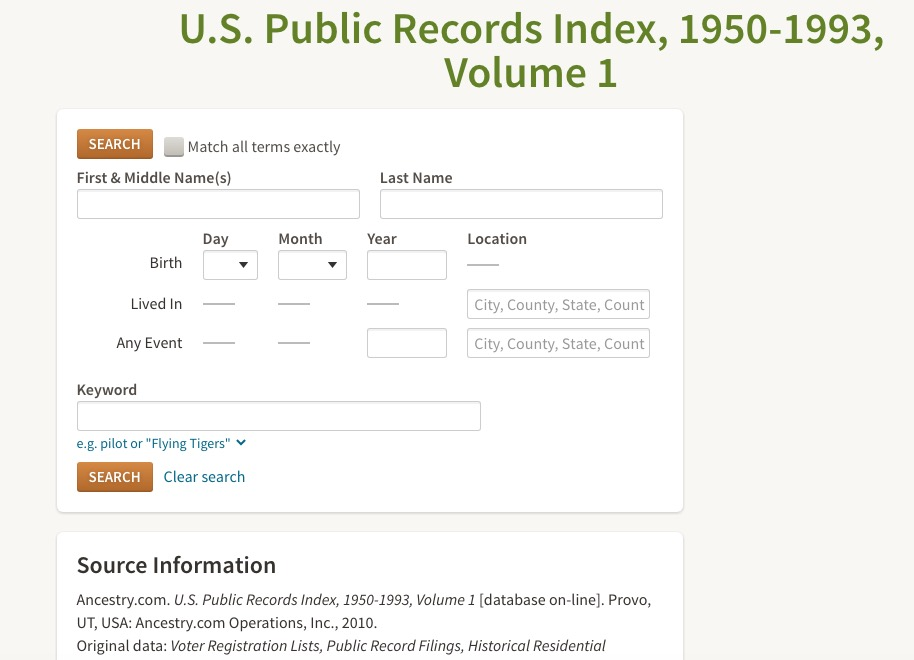 U.S. Public Records Index, 1950-1993,
Volume 1
SEARCH Match all terms exactly
First & Middle Name(s) Last Name
Day Month Year Location
Birth
Lived In City, County, State, Count
Any Event City, County, State, Count
Keyword
e.g. pilot or "Flying Tigers"
SEARCH Clear search
Source Information
Ancestry.com. U.S. Public Records Index, 1950-1993, Volume 1 [database on-line]. Provo,
UT, USA: Ancestry.com Operations, Inc., 2010.
Original data: Voter Registration Lists, Public Record Filings, Historical Residential